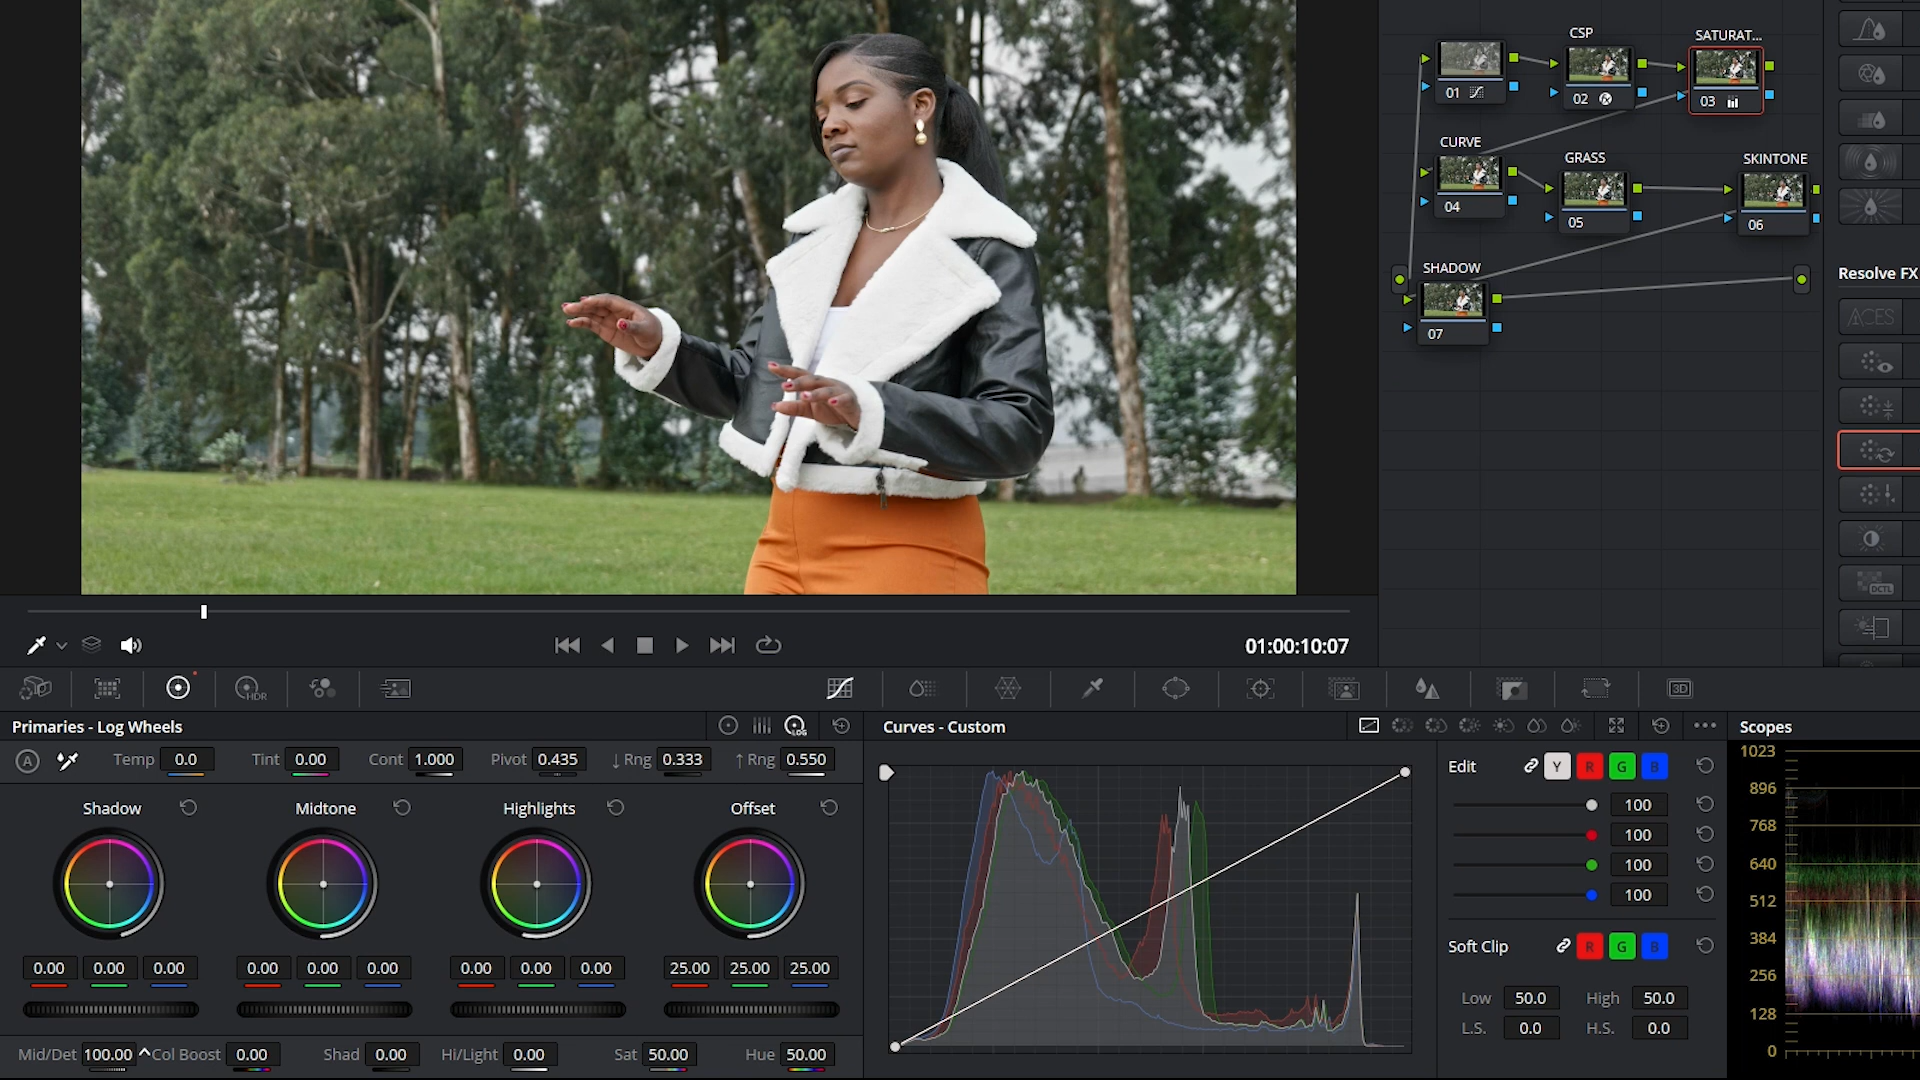 CSP
SATURAT...
01
02
03
CURVE
GRASS
SKINTONE
04
05
06
SHADOW
07
Resolve FX
ACES
DCTL
01:00:10:07
HDR
3D
Primaries - Log Wheels
LOG
Curves - Custom
Scopes
A
Temp 0.0 Tint 0.00 Cont 1.000 Pivot 0.435 ↓ Rng 0.333 ↑ Rng 0.550
Shadow Midtone Highlights Offset
0.00 0.00 0.00 0.00 0.00 0.00 0.00 0.00 0.00 25.00 25.00 25.00
Mid/Det 100.00 Col Boost 0.00 Shad 0.00 Hi/Light 0.00 Sat 50.00 Hue 50.00
Edit Y R G B
100
100
100
100
Soft Clip R G B
Low 50.0 High 50.0
L.S. 0.0 H.S. 0.0
1023
896
768
640
512
384
256
128
0